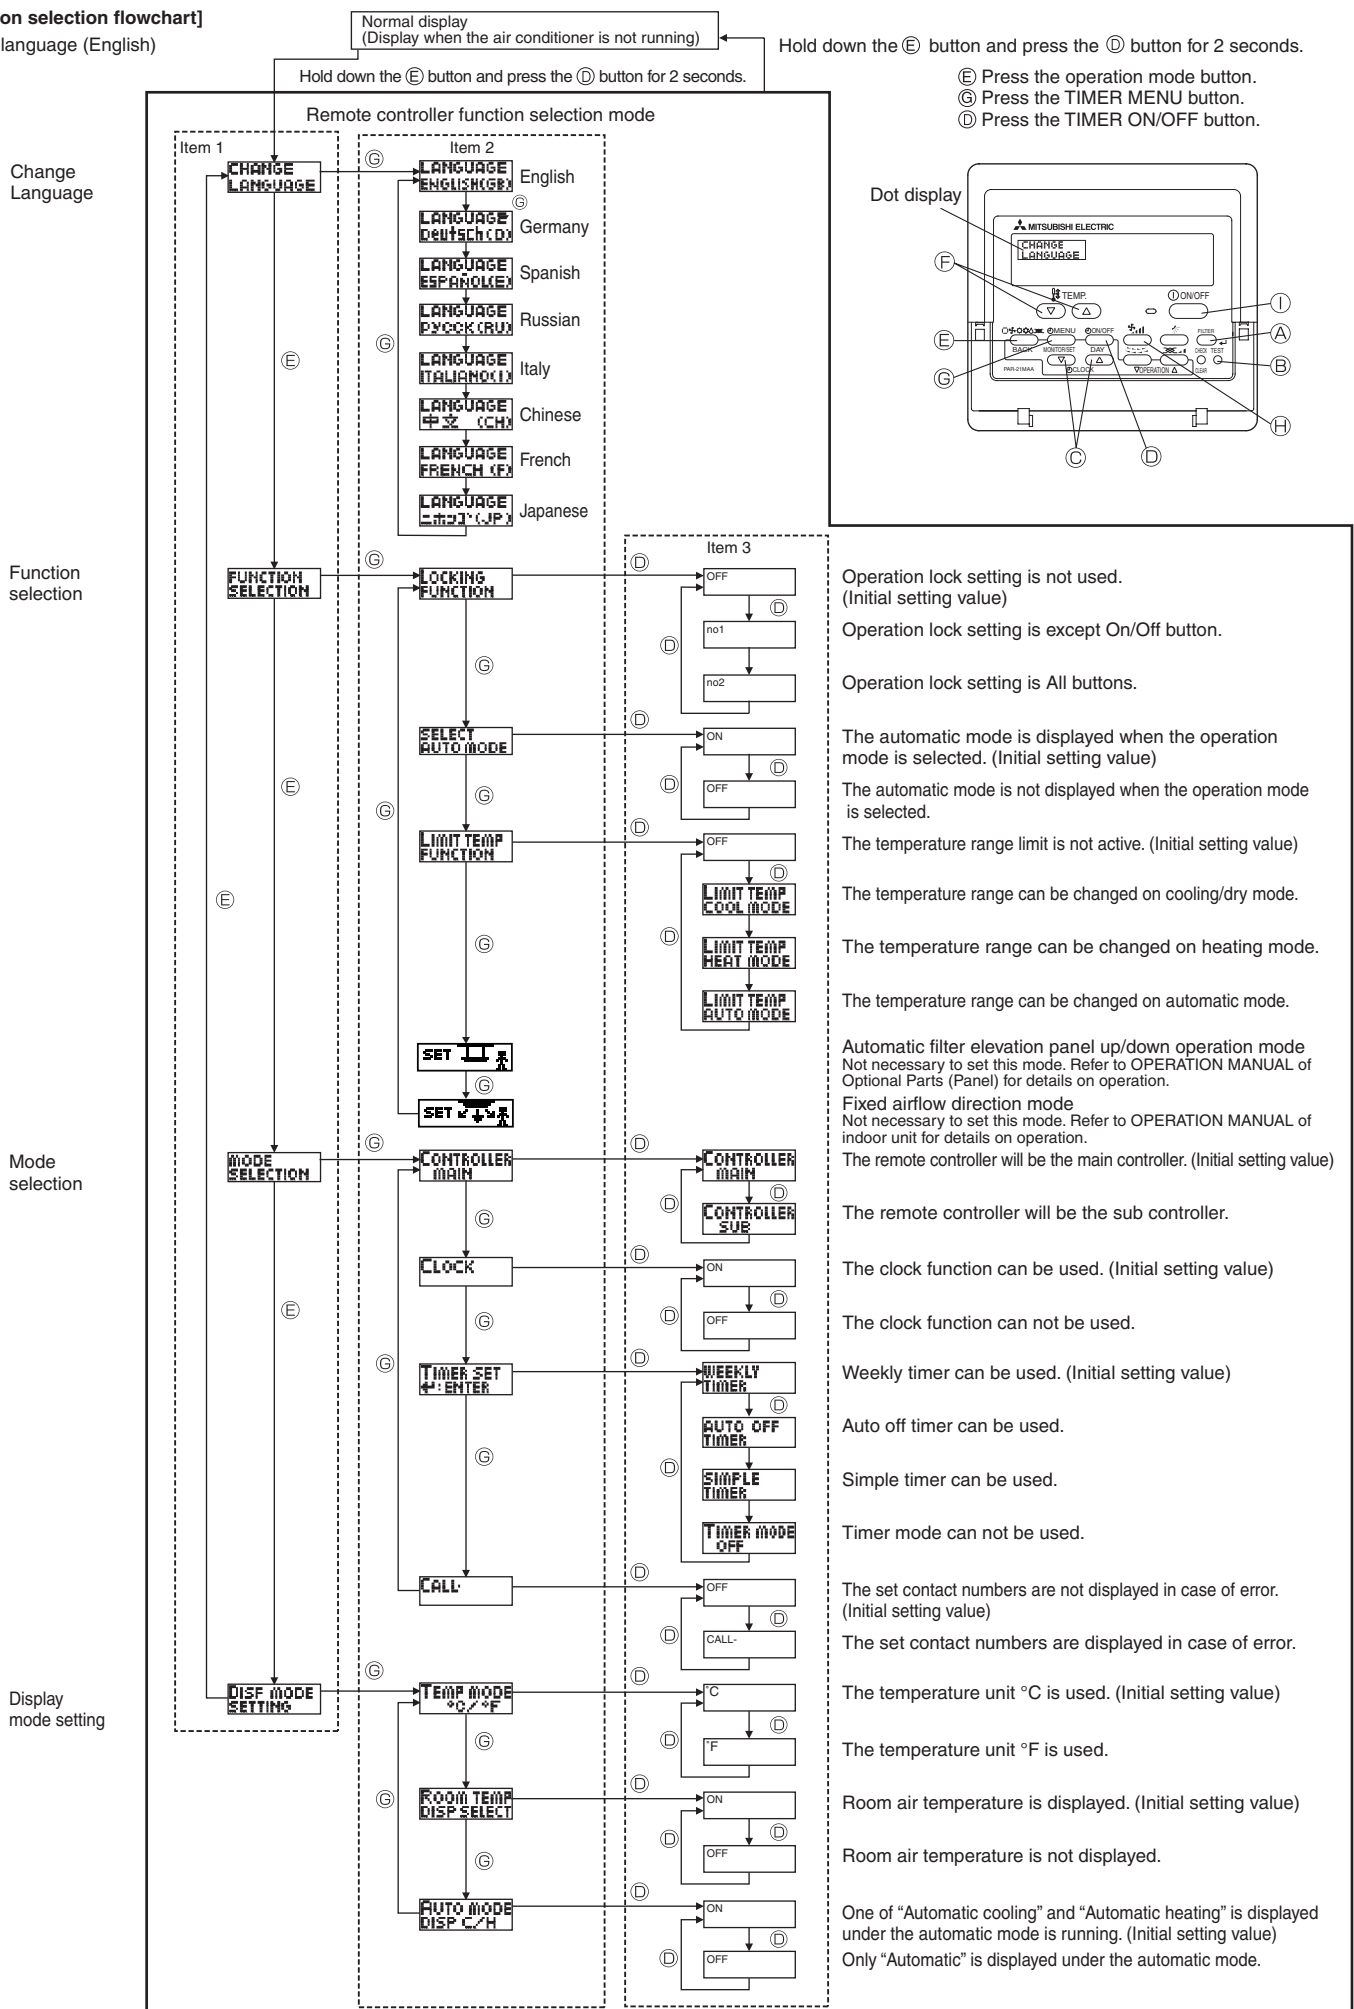 on selection flowchart]
language (English)
Normal display
(Display when the air conditioner is not running)
Hold down the Ⓔ button and press the Ⓓ button for 2 seconds.
Hold down the Ⓔ button and press the Ⓓ button for 2 seconds.
Ⓔ Press the operation mode button.
Ⓖ Press the TIMER MENU button.
Ⓓ Press the TIMER ON/OFF button.
Remote controller function selection mode
Item 1
Item 2
Change
Language
CHANGE
LANGUAGE
Ⓖ
LANGUAGE
ENGLISH(GB)
English
Ⓖ
LANGUAGE
Deutsch(D)
Germany
LANGUAGE
ESPAÑOL(E)
Spanish
LANGUAGE
РУССК(RU)
Russian
Ⓖ
Ⓔ
LANGUAGE
ITALIANO(I)
Italy
LANGUAGE
中文 (CH)
Chinese
LANGUAGE
FRENCH (F)
French
LANGUAGE
ニホンゴ(JP)
Japanese
Dot display
MITSUBISHI ELECTRIC
CHANGE
LANGUAGE
Ⓕ
TEMP.
ON/OFF
Ⓘ
Ⓔ
MENU
ON/OFF
FILTER
Ⓐ
BACK
MONITOR/SET
DAY
CHECK
TEST
Ⓖ
PAR-21MAA
CLOCK
OPERATION
CLEAR
Ⓑ
Ⓗ
Ⓒ
Ⓓ
Item 3
Function
selection
FUNCTION
SELECTION
Ⓖ
LOCKING
FUNCTION
Ⓓ
OFF
Operation lock setting is not used.
(Initial setting value)
Ⓓ
no1
Operation lock setting is except On/Off button.
Ⓓ
Ⓖ
no2
Operation lock setting is All buttons.
SELECT
AUTO MODE
Ⓓ
ON
The automatic mode is displayed when the operation
mode is selected. (Initial setting value)
Ⓓ
Ⓔ
Ⓖ
Ⓓ
OFF
The automatic mode is not displayed when the operation mode
is selected.
Ⓖ
LIMIT TEMP
FUNCTION
Ⓓ
OFF
The temperature range limit is not active. (Initial setting value)
Ⓓ
Ⓔ
LIMIT TEMP
COOL MODE
The temperature range can be changed on cooling/dry mode.
Ⓓ
Ⓖ
LIMIT TEMP
HEAT MODE
The temperature range can be changed on heating mode.
LIMIT TEMP
AUTO MODE
The temperature range can be changed on automatic mode.
SET
Automatic filter elevation panel up/down operation mode
Not necessary to set this mode. Refer to OPERATION MANUAL of
Optional Parts (Panel) for details on operation.
Ⓖ
SET
Fixed airflow direction mode
Not necessary to set this mode. Refer to OPERATION MANUAL of
indoor unit for details on operation.
Mode
selection
MODE
SELECTION
Ⓖ
CONTROLLER
MAIN
Ⓓ
CONTROLLER
MAIN
The remote controller will be the main controller. (Initial setting value)
Ⓓ
Ⓖ
Ⓓ
CONTROLLER
SUB
The remote controller will be the sub controller.
CLOCK
Ⓓ
ON
The clock function can be used. (Initial setting value)
Ⓓ
Ⓔ
Ⓖ
Ⓓ
OFF
The clock function can not be used.
Ⓖ
TIMER SET
↵:ENTER
Ⓓ
WEEKLY
TIMER
Weekly timer can be used. (Initial setting value)
Ⓓ
AUTO OFF
TIMER
Auto off timer can be used.
Ⓖ
Ⓓ
SIMPLE
TIMER
Simple timer can be used.
TIMER MODE
OFF
Timer mode can not be used.
CALL-
Ⓓ
OFF
The set contact numbers are not displayed in case of error.
(Initial setting value)
Ⓓ
Ⓓ
CALL-
The set contact numbers are displayed in case of error.
Display
mode setting
DISP MODE
SETTING
Ⓖ
TEMP MODE
°C/°F
Ⓓ
°C
The temperature unit °C is used. (Initial setting value)
Ⓓ
Ⓖ
Ⓓ
°F
The temperature unit °F is used.
Ⓖ
ROOM TEMP
DISP SELECT
Ⓓ
ON
Room air temperature is displayed. (Initial setting value)
Ⓓ
Ⓖ
Ⓓ
OFF
Room air temperature is not displayed.
AUTO MODE
DISP C/H
Ⓓ
ON
One of “Automatic cooling” and “Automatic heating” is displayed
under the automatic mode is running. (Initial setting value)
Ⓓ
Ⓓ
OFF
Only “Automatic” is displayed under the automatic mode.